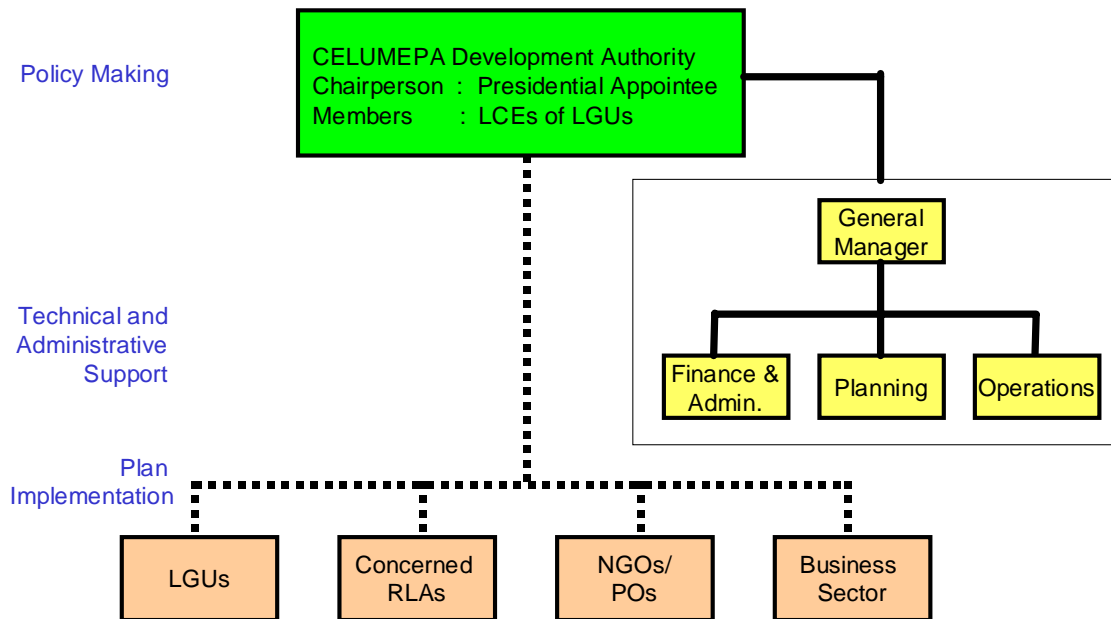 Policy Making
CELUMEPA Development Authority
Chairperson : Presidential Appointee
Members : LCEs of LGUs
General
Manager
Technical and
Administrative
Support
Finance &
Admin.
Planning
Operations
Plan
Implementation
LGUs
Concerned
RLAs
NGOs/
POs
Business
Sector